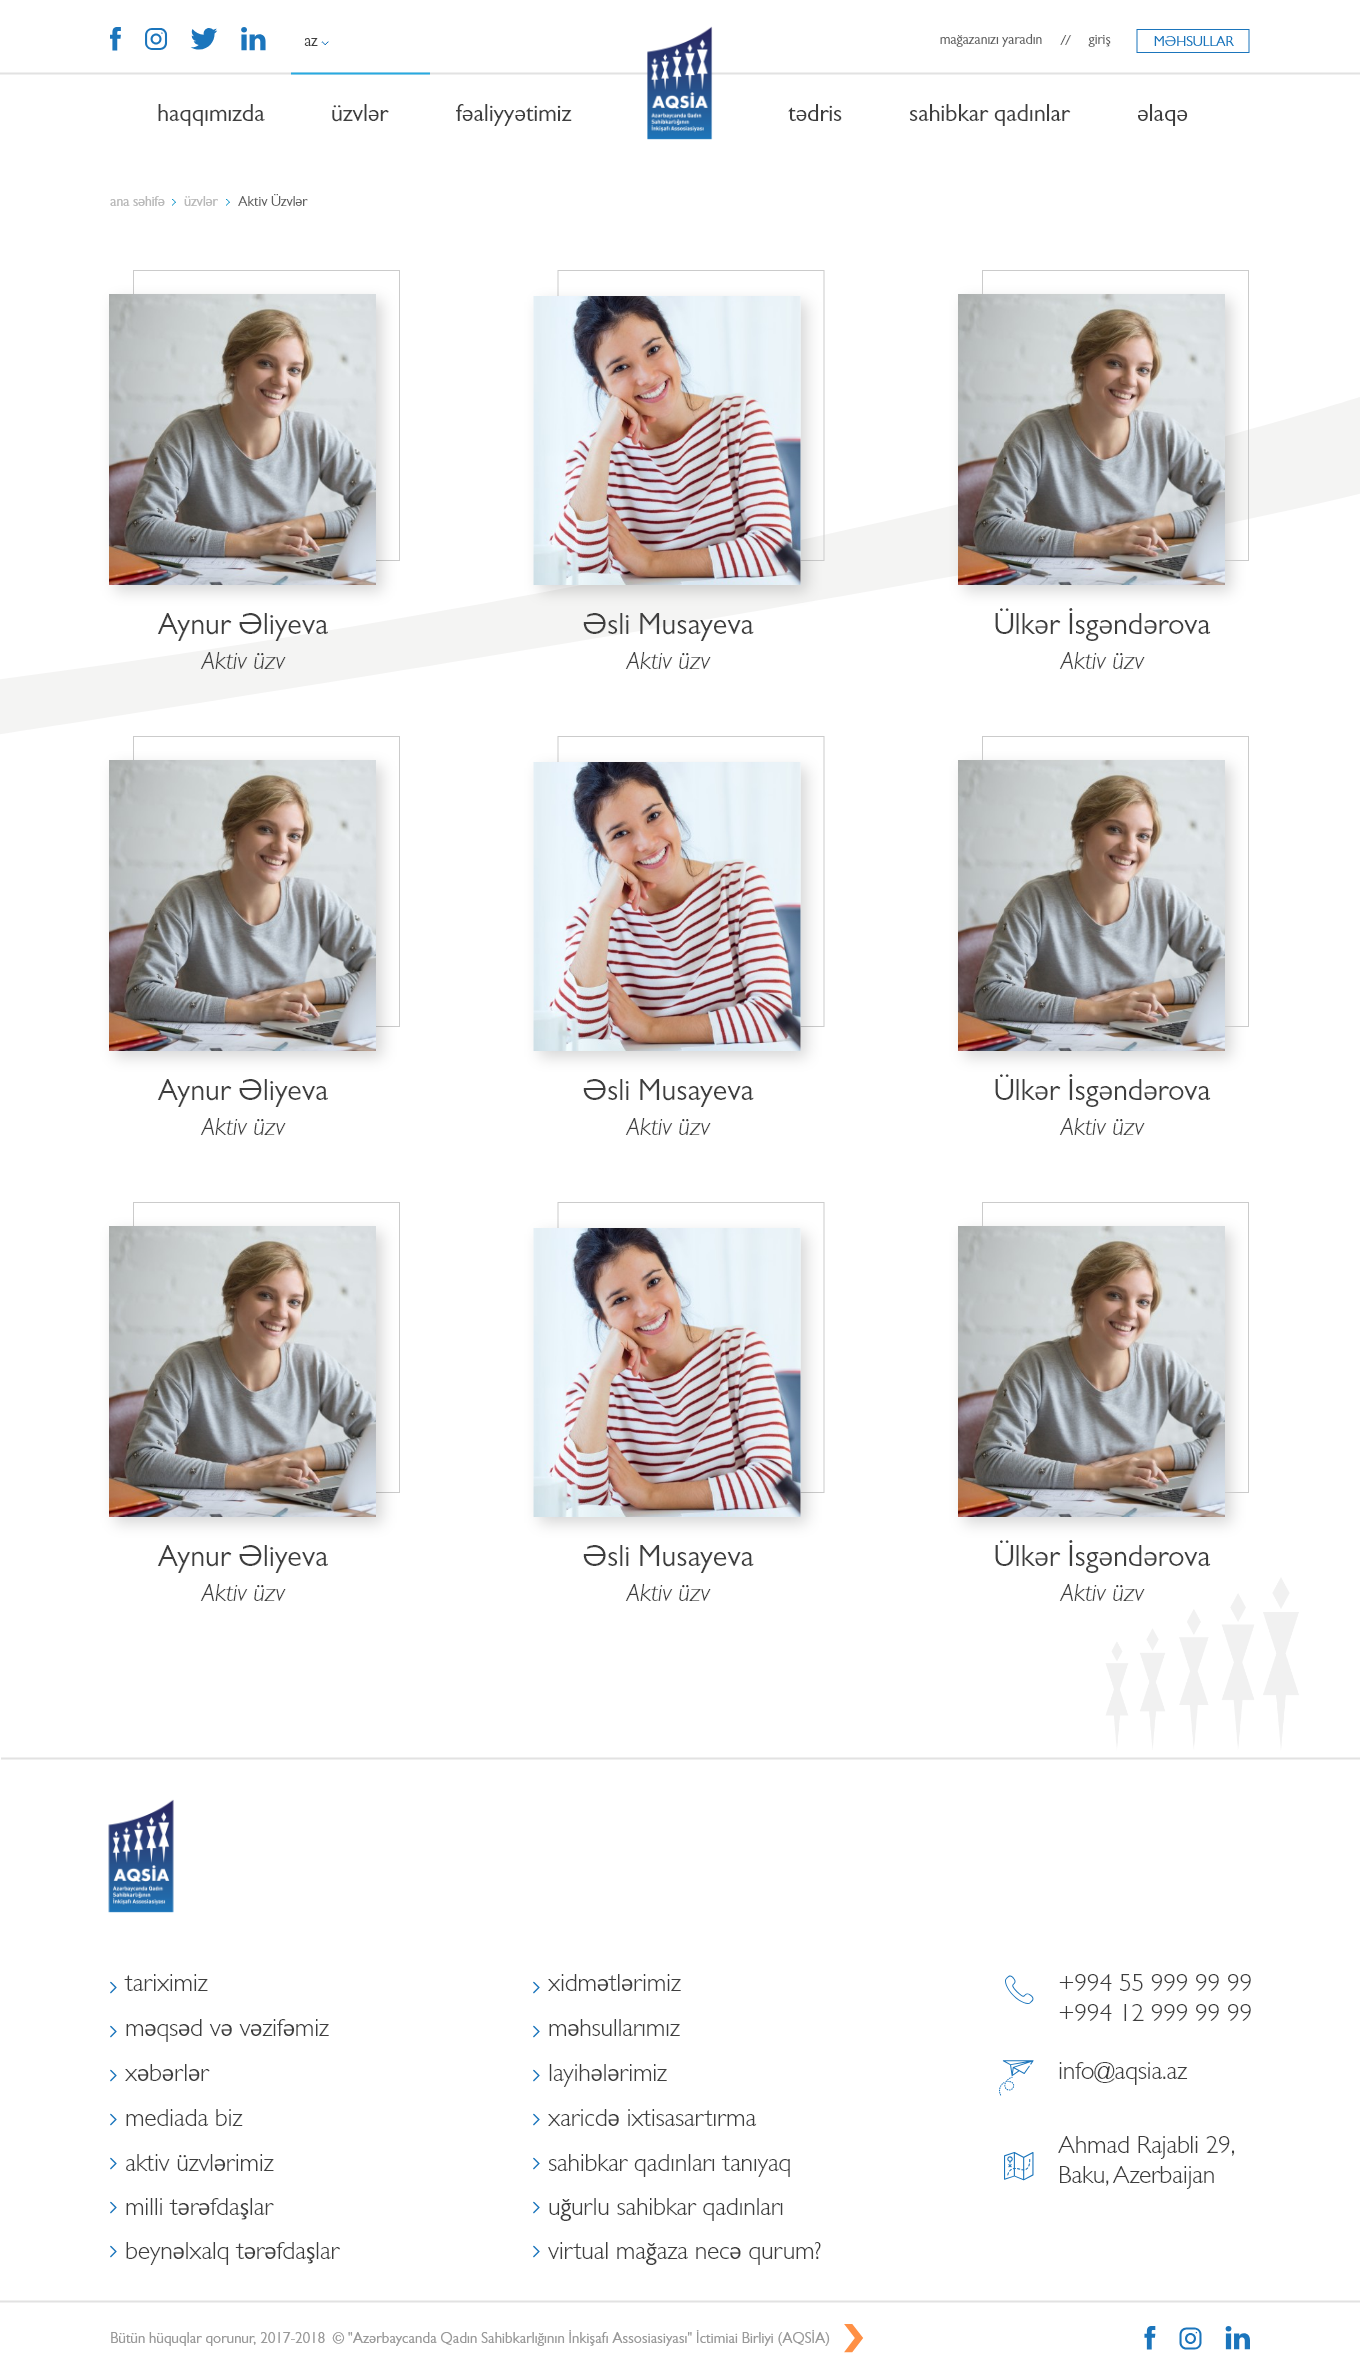 az
mağazanızı yaradın // giriş MƏHSULLAR
haqqımızda üzvlər fəaliyyətimiz tədris sahibkar qadınlar əlaqə
AQSİA
Azərbaycanda Qadın
Sahibkarlığının
İnkişafı Assosiasiyası
ana səhifə > üzvlər > Aktiv Üzvlər
Aynur Əliyeva Əsli Musayeva Ülkər İsgəndərova
Aktiv üzv Aktiv üzv Aktiv üzv
Aynur Əliyeva Əsli Musayeva Ülkər İsgəndərova
Aktiv üzv Aktiv üzv Aktiv üzv
Aynur Əliyeva Əsli Musayeva Ülkər İsgəndərova
Aktiv üzv Aktiv üzv Aktiv üzv
AQSİA
Azərbaycanda Qadın
Sahibkarlığının
İnkişafı Assosiasiyası
tariximiz
məqsəd və vəzifəmiz
xəbərlər
mediada biz
aktiv üzvlərimiz
milli tərəfdaşlar
beynəlxalq tərəfdaşlar
xidmətlərimiz
məhsullarımız
layihələrimiz
xaricdə ixtisasartırma
sahibkar qadınları tanıyaq
uğurlu sahibkar qadınları
virtual mağaza necə qurum?
+994 55 999 99 99
+994 12 999 99 99
info@aqsia.az
Ahmad Rajabli 29,
Baku, Azerbaijan
Bütün hüquqlar qorunur, 2017-2018 © "Azərbaycanda Qadın Sahibkarlığının İnkişafı Assosiasiyası" İctimiai Birliyi (AQSİA)